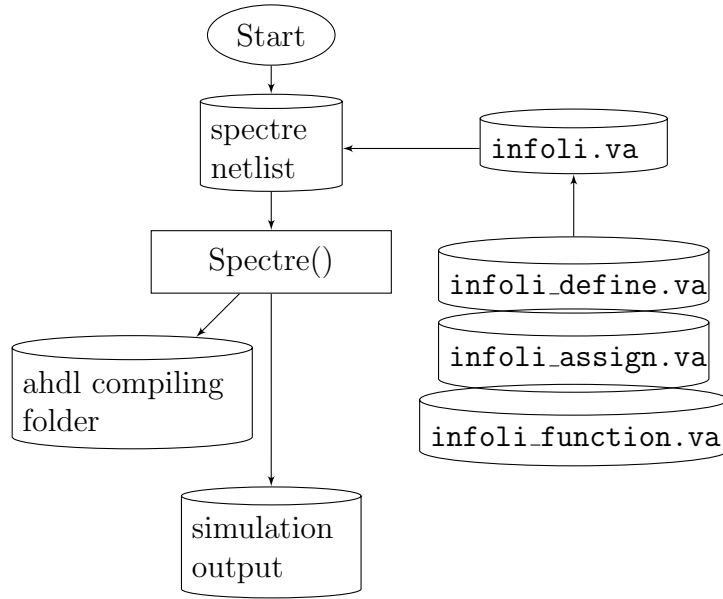 Start
spectre
netlist
infoli.va
Spectre()
infoli_define.va
infoli_assign.va
ahdl compiling
folder
infoli_function.va
simulation
output